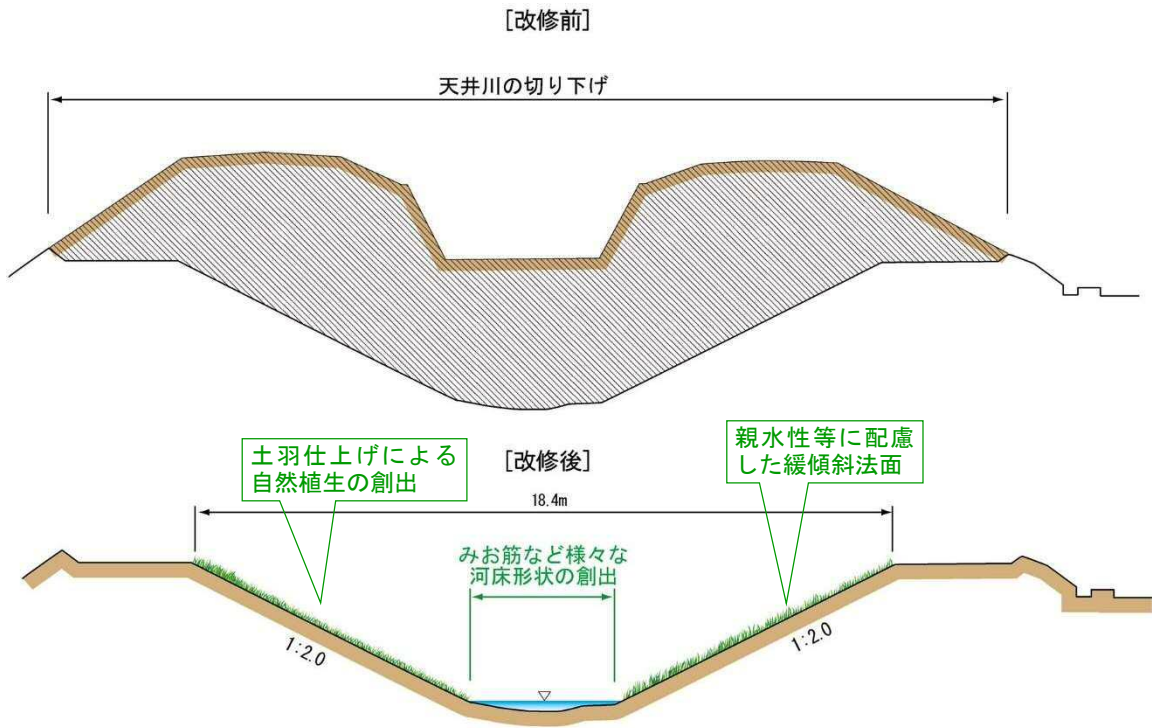 [改修前]
天井川の切り下げ
土羽仕上げによる
自然植生の創出
[改修後]
親水性等に配慮
した緩傾斜法面
18.4m
みお筋など様々な
河床形状の創出
1:2.0
1:2.0